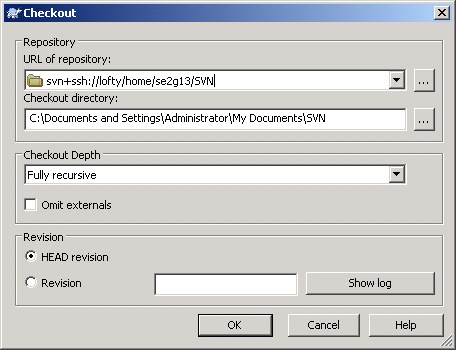 Checkout
Repository
URL of repository:
svn+ssh://lofty/home/se2g13/SVN
...
Checkout directory:
C:\Documents and Settings\Administrator\My Documents\SVN
...
Checkout Depth
Fully recursive
Omit externals
Revision
HEAD revision
Revision
Show log
OK
Cancel
Help